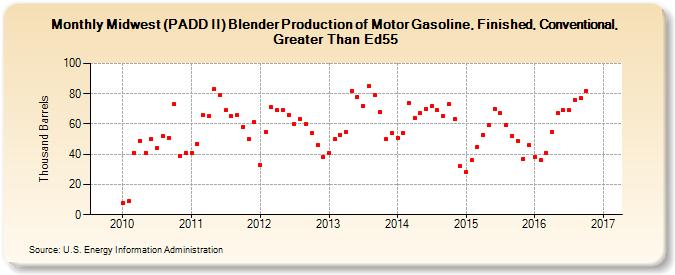 Monthly Midwest (PADD II) Blender Production of Motor Gasoline, Finished, Conventional,
Greater Than Ed55
Thousand Barrels
100
80
60
40
20
0
2010 2011 2012 2013 2014 2015 2016 2017
Source: U.S. Energy Information Administration